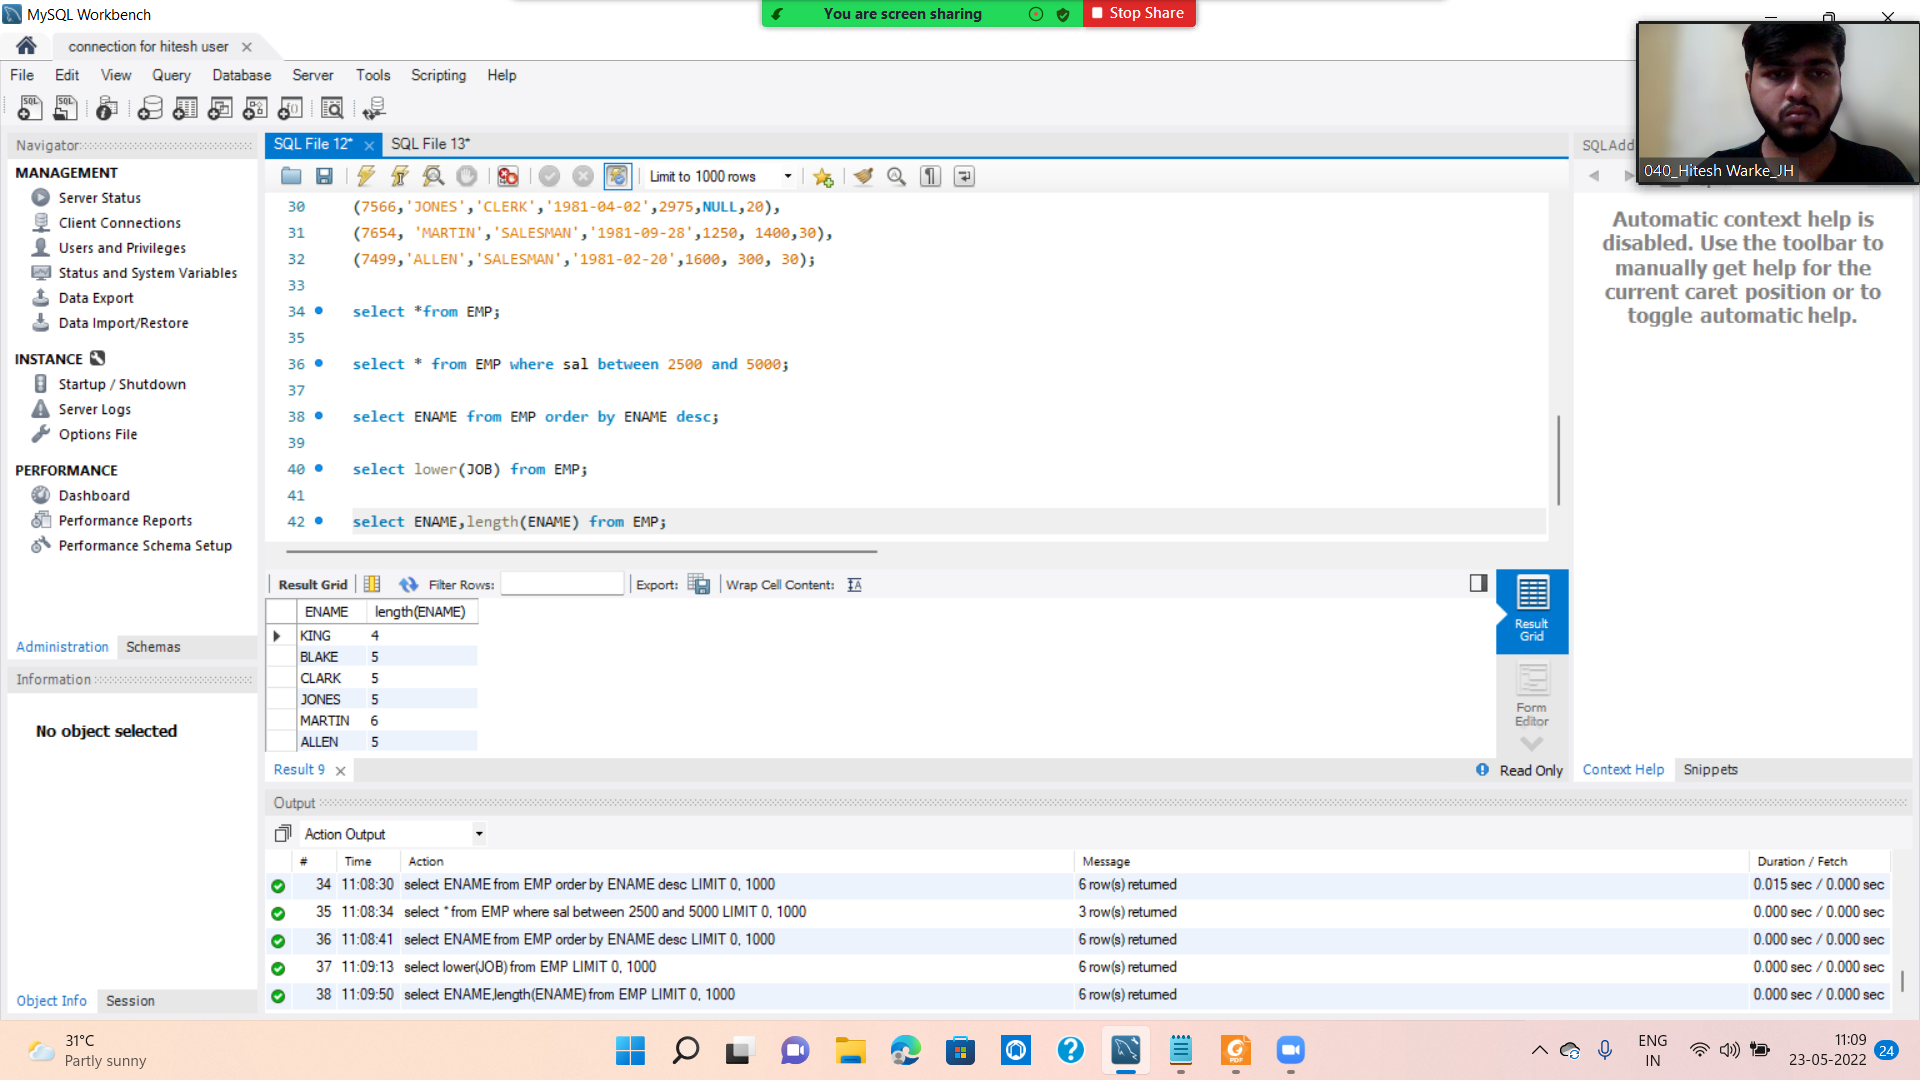 MySQL Workbench
You are screen sharing
Stop Share
connection for hitesh user
File Edit View Query Database Server Tools Scripting Help
040_Hitesh Warke_JH
Navigator
MANAGEMENT
Server Status
Client Connections
Users and Privileges
Status and System Variables
Data Export
Data Import/Restore
INSTANCE
Startup / Shutdown
Server Logs
Options File
PERFORMANCE
Dashboard
Performance Reports
Performance Schema Setup
Administration Schemas
Information
No object selected
Object Info Session
SQL File 12* SQL File 13*
Limit to 1000 rows
30 (7566,'JONES','CLERK','1981-04-02',2975,NULL,20),
31 (7654, 'MARTIN','SALESMAN','1981-09-28',1250, 1400,30),
32 (7499,'ALLEN','SALESMAN','1981-02-20',1600, 300, 30);
33
34 select *from EMP;
35
36 select * from EMP where sal between 2500 and 5000;
37
38 select ENAME from EMP order by ENAME desc;
39
40 select lower(JOB) from EMP;
41
42 select ENAME,length(ENAME) from EMP;
Result Grid Filter Rows: Export: Wrap Cell Content:
ENAME length(ENAME)
KING 4
BLAKE 5
CLARK 5
JONES 5
MARTIN 6
ALLEN 5
Result Grid
Form Editor
Result 9
Read Only
SQLAdd
Automatic context help is
disabled. Use the toolbar to
manually get help for the
current caret position or to
toggle automatic help.
Context Help Snippets
Output
Action Output
# Time Action Message Duration / Fetch
34 11:08:30 select ENAME from EMP order by ENAME desc LIMIT 0, 1000 6 row(s) returned 0.015 sec / 0.000 sec
35 11:08:34 select * from EMP where sal between 2500 and 5000 LIMIT 0, 1000 3 row(s) returned 0.000 sec / 0.000 sec
36 11:08:41 select ENAME from EMP order by ENAME desc LIMIT 0, 1000 6 row(s) returned 0.000 sec / 0.000 sec
37 11:09:13 select lower(JOB) from EMP LIMIT 0, 1000 6 row(s) returned 0.000 sec / 0.000 sec
38 11:09:50 select ENAME,length(ENAME) from EMP LIMIT 0, 1000 6 row(s) returned 0.000 sec / 0.000 sec
31°C
Partly sunny
ENG
IN
11:09
23-05-2022
24